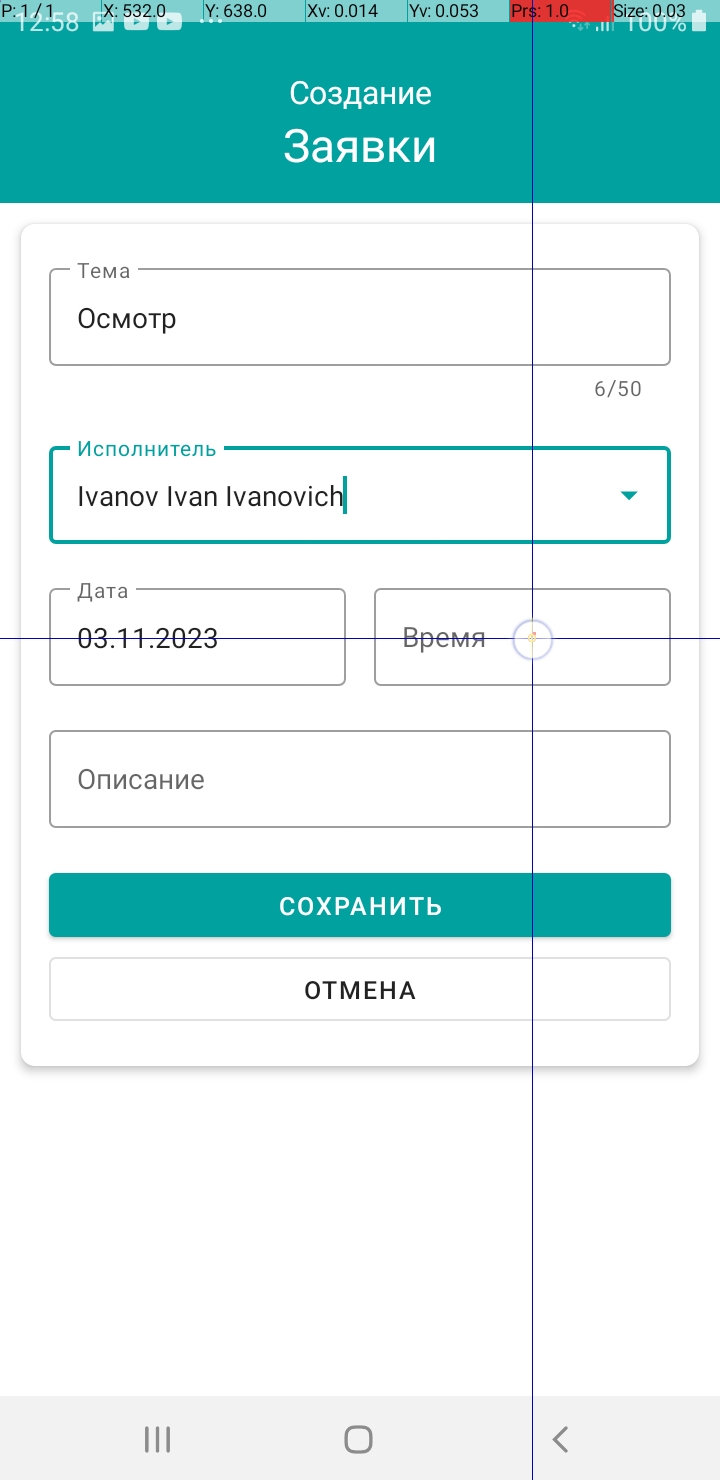 P: 1 / 1 X: 532.0 Y: 638.0 Xv: 0.014 Yv: 0.053 Prs: 1.0 Size: 0.03
12:58 100%
Создание
Заявки
Тема
Осмотр
6/50
Исполнитель
Ivanov Ivan Ivanovich
Дата
03.11.2023 Время
Описание
СОХРАНИТЬ
ОТМЕНА